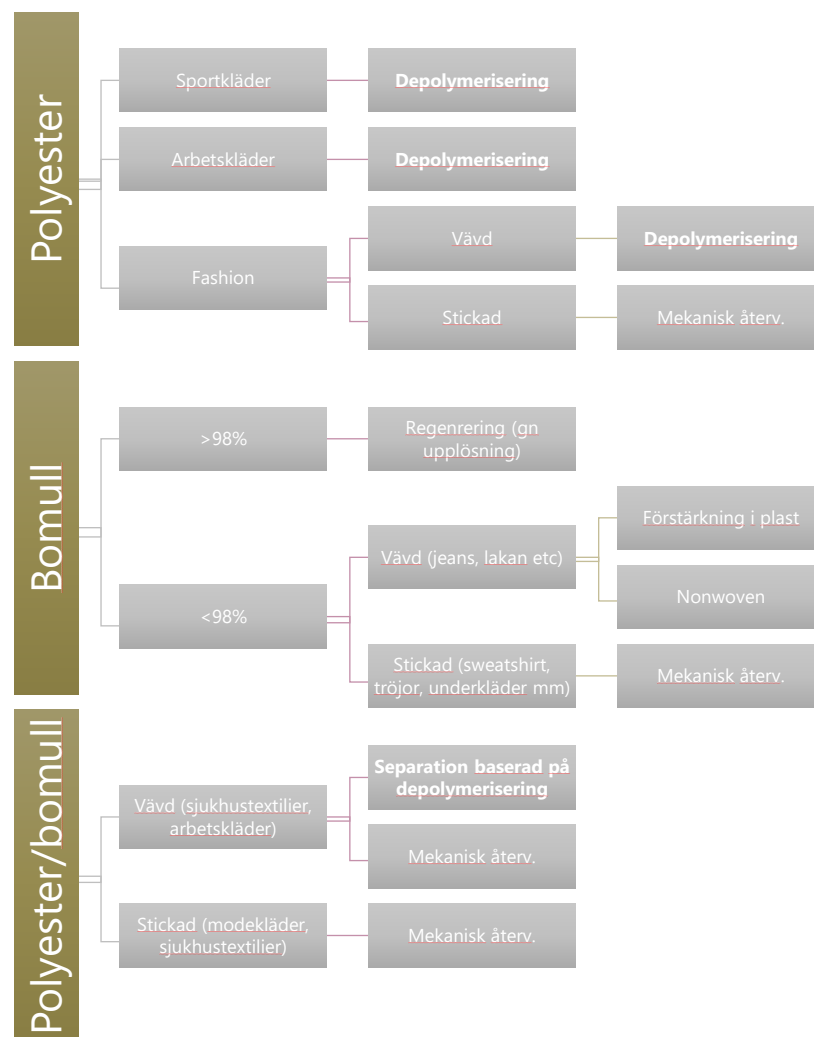 Polyester
Sportkläder
Depolymerisering
Arbetskläder
Depolymerisering
Fashion
Vävd
Depolymerisering
Stickad
Mekanisk återv.
Bomull
>98%
Regenrering (gn
upplösning)
<98%
Vävd (jeans, lakan etc)
Förstärkning i plast
Nonwoven
Stickad (sweatshirt,
tröjor, underkläder mm)
Mekanisk återv.
Polyester/bomull
Vävd (sjukhustextilier,
arbetskläder)
Separation baserad på
depolymerisering
Mekanisk återv.
Stickad (modekläder,
sjukhustextilier)
Mekanisk återv.